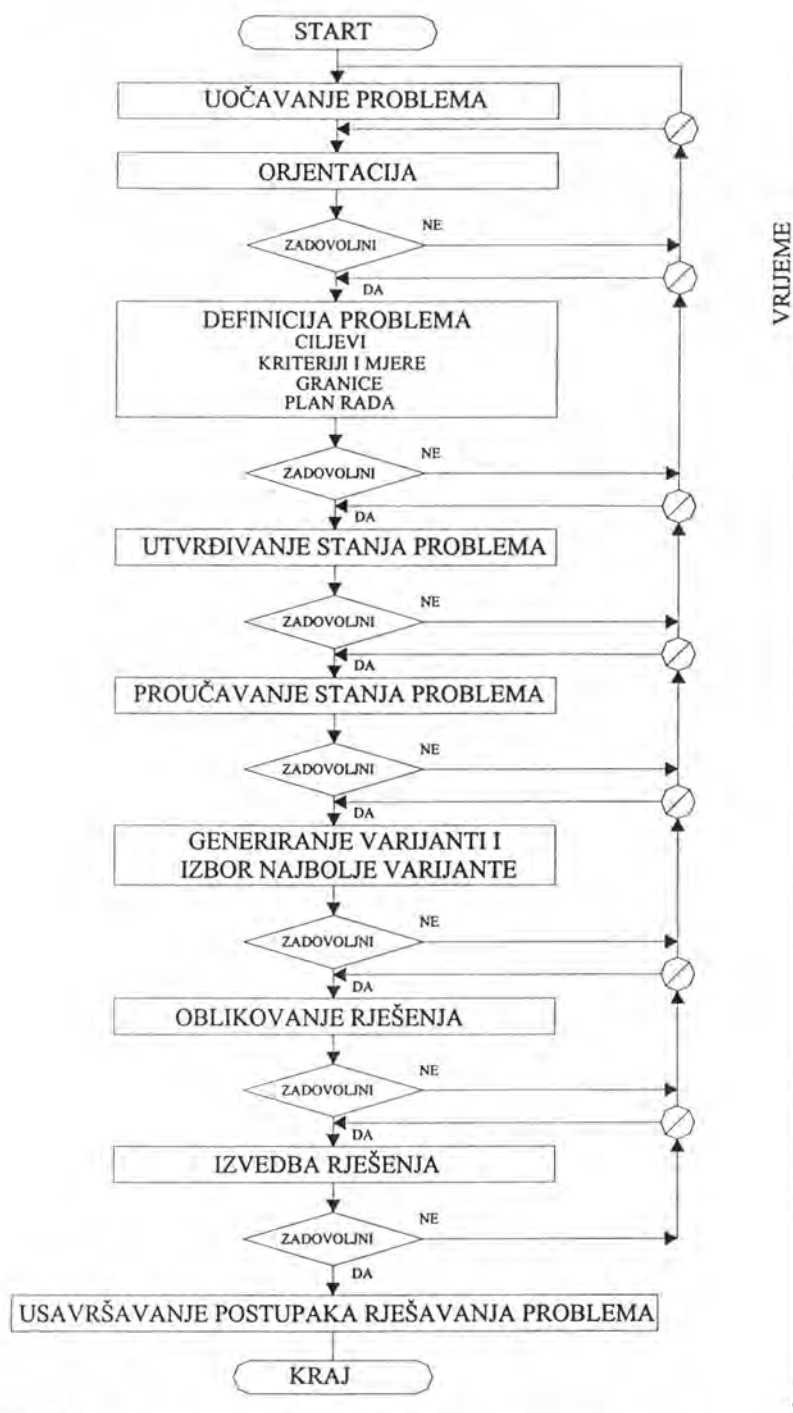 START
UOČAVANJE PROBLEMA
ORJENTACIJA
NE
ZADOVOLJNI
DA
DEFINICIJA PROBLEMA
CILJEVI
KRITERIJI I MJERE
GRANICE
PLAN RADA
NE
ZADOVOLJNI
DA
UTVRĐIVANJE STANJA PROBLEMA
NE
ZADOVOLJNI
DA
PROUČAVANJE STANJA PROBLEMA
NE
ZADOVOLJNI
DA
GENERIRANJE VARIJANTI I
IZBOR NAJBOLJE VARIJANTE
NE
ZADOVOLJNI
DA
OBLIKOVANJE RJEŠENJA
NE
ZADOVOLJNI
DA
IZVEDBA RJEŠENJA
NE
ZADOVOLJNI
DA
USAVRŠAVANJE POSTUPAKA RJEŠAVANJA PROBLEMA
KRAJ
VRIJEME